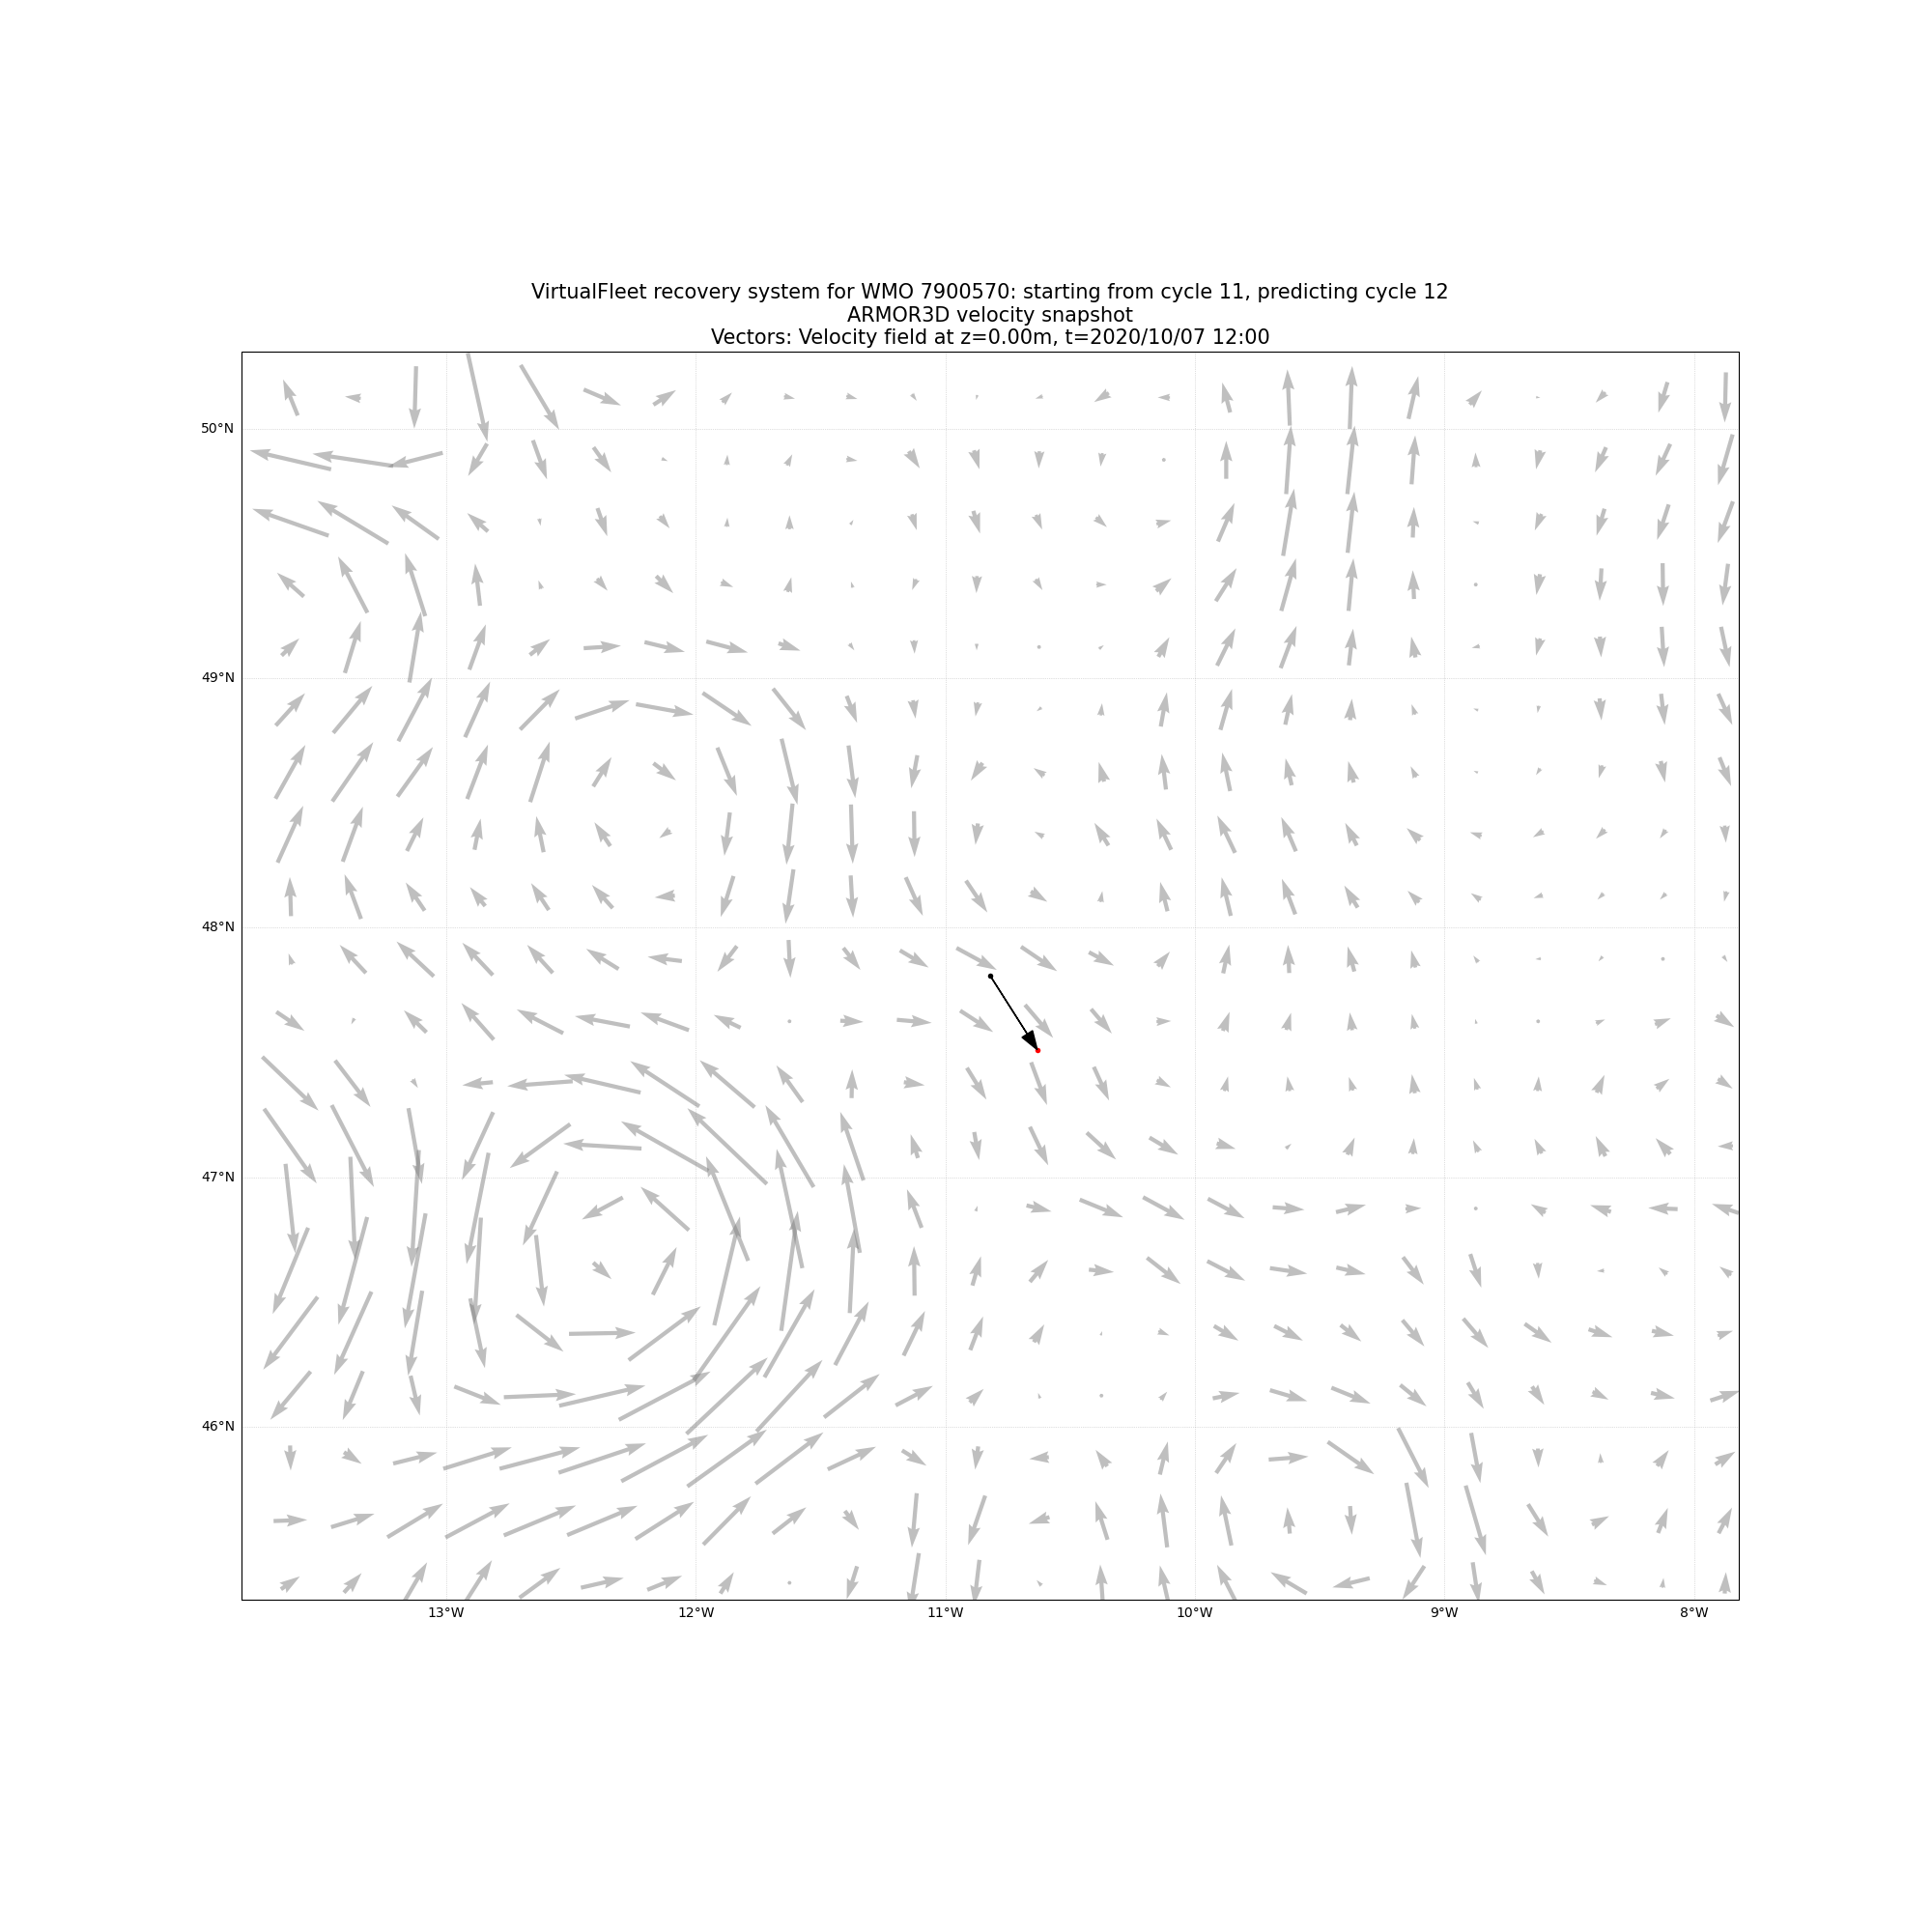 VirtualFleet recovery system for WMO 7900570: starting from cycle 11, predicting cycle 12
ARMOR3D velocity snapshot
Vectors: Velocity field at z=0.00m, t=2020/10/07 12:00
50°N
49°N
48°N
47°N
46°N
13°W
12°W
11°W
10°W
9°W
8°W